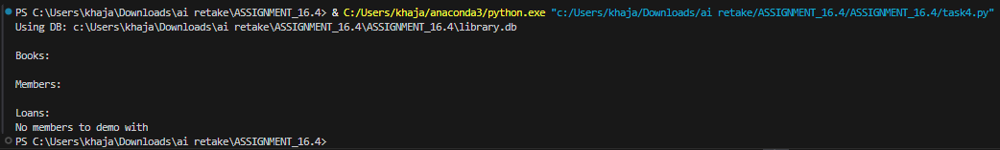 PS C:\Users\khaja\Downloads\ai retake\ASSIGNMENT_16.4> & C:/Users/khaja/anaconda3/python.exe "c:/Users/khaja/Downloads/ai retake/ASSIGNMENT_16.4/ASSIGNMENT_16.4/task4.py"
Using DB: c:\Users\khaja\Downloads\ai retake\ASSIGNMENT_16.4\ASSIGNMENT_16.4\library.db
Books:
Members:
Loans:
No members to demo with
PS C:\Users\khaja\Downloads\ai retake\ASSIGNMENT_16.4>